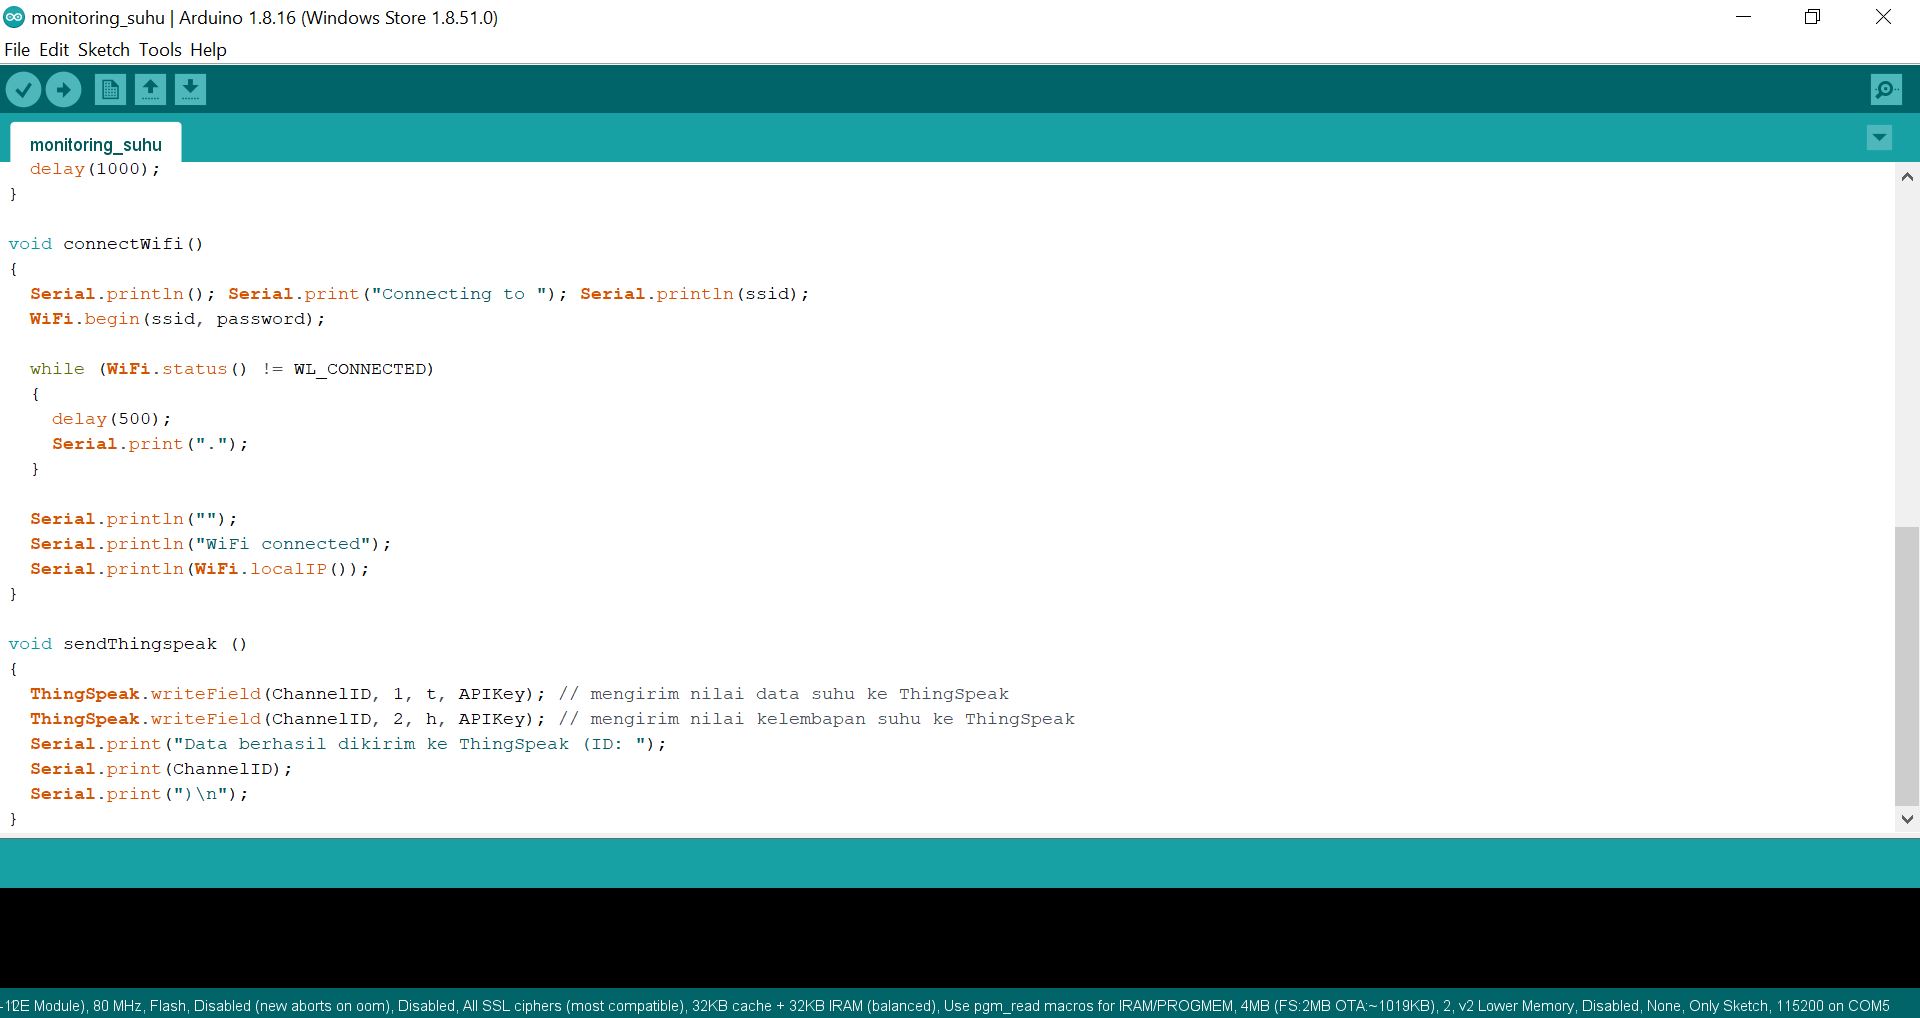 monitoring_suhu | Arduino 1.8.16 (Windows Store 1.8.51.0)
File Edit Sketch Tools Help
monitoring_suhu
  delay(1000);
}

void connectWifi()
{
  Serial.println(); Serial.print("Connecting to "); Serial.println(ssid);
  WiFi.begin(ssid, password);

  while (WiFi.status() != WL_CONNECTED)
  {
    delay(500);
    Serial.print(".");
  }

  Serial.println("");
  Serial.println("WiFi connected");
  Serial.println(WiFi.localIP());
}

void sendThingspeak ()
{
  ThingSpeak.writeField(ChannelID, 1, t, APIKey); // mengirim nilai data suhu ke ThingSpeak
  ThingSpeak.writeField(ChannelID, 2, h, APIKey); // mengirim nilai kelembapan suhu ke ThingSpeak
  Serial.print("Data berhasil dikirim ke ThingSpeak (ID: ");
  Serial.print(ChannelID);
  Serial.print(")\n");
}
Module), 80 MHz, Flash, Disabled (new aborts on oom), Disabled, All SSL ciphers (most compatible), 32KB cache + 32KB IRAM (balanced), Use pgm_read macros for IRAM/PROGMEM, 4MB (FS:2MB OTA:~1019KB), 2, v2 Lower Memory, Disabled, None, Only Sketch, 115200 on COM5